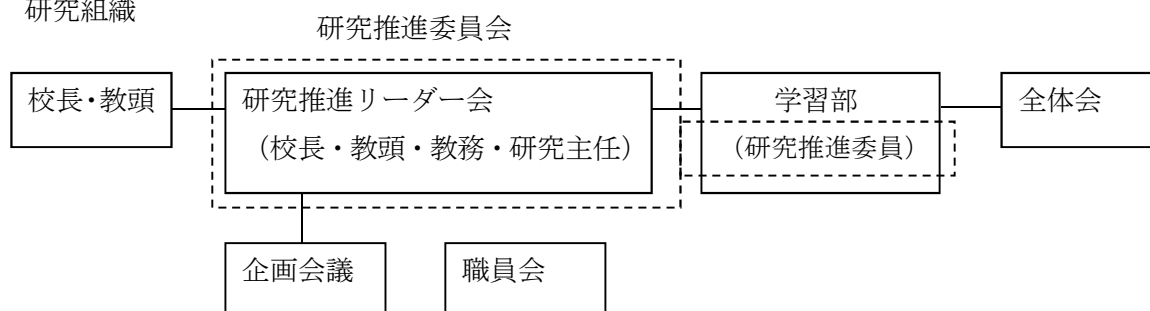 研究組織
研究推進委員会
校長・教頭
研究推進リーダー会
（校長・教頭・教務・研究主任）
学習部
（研究推進委員）
全体会
企画会議
職員会